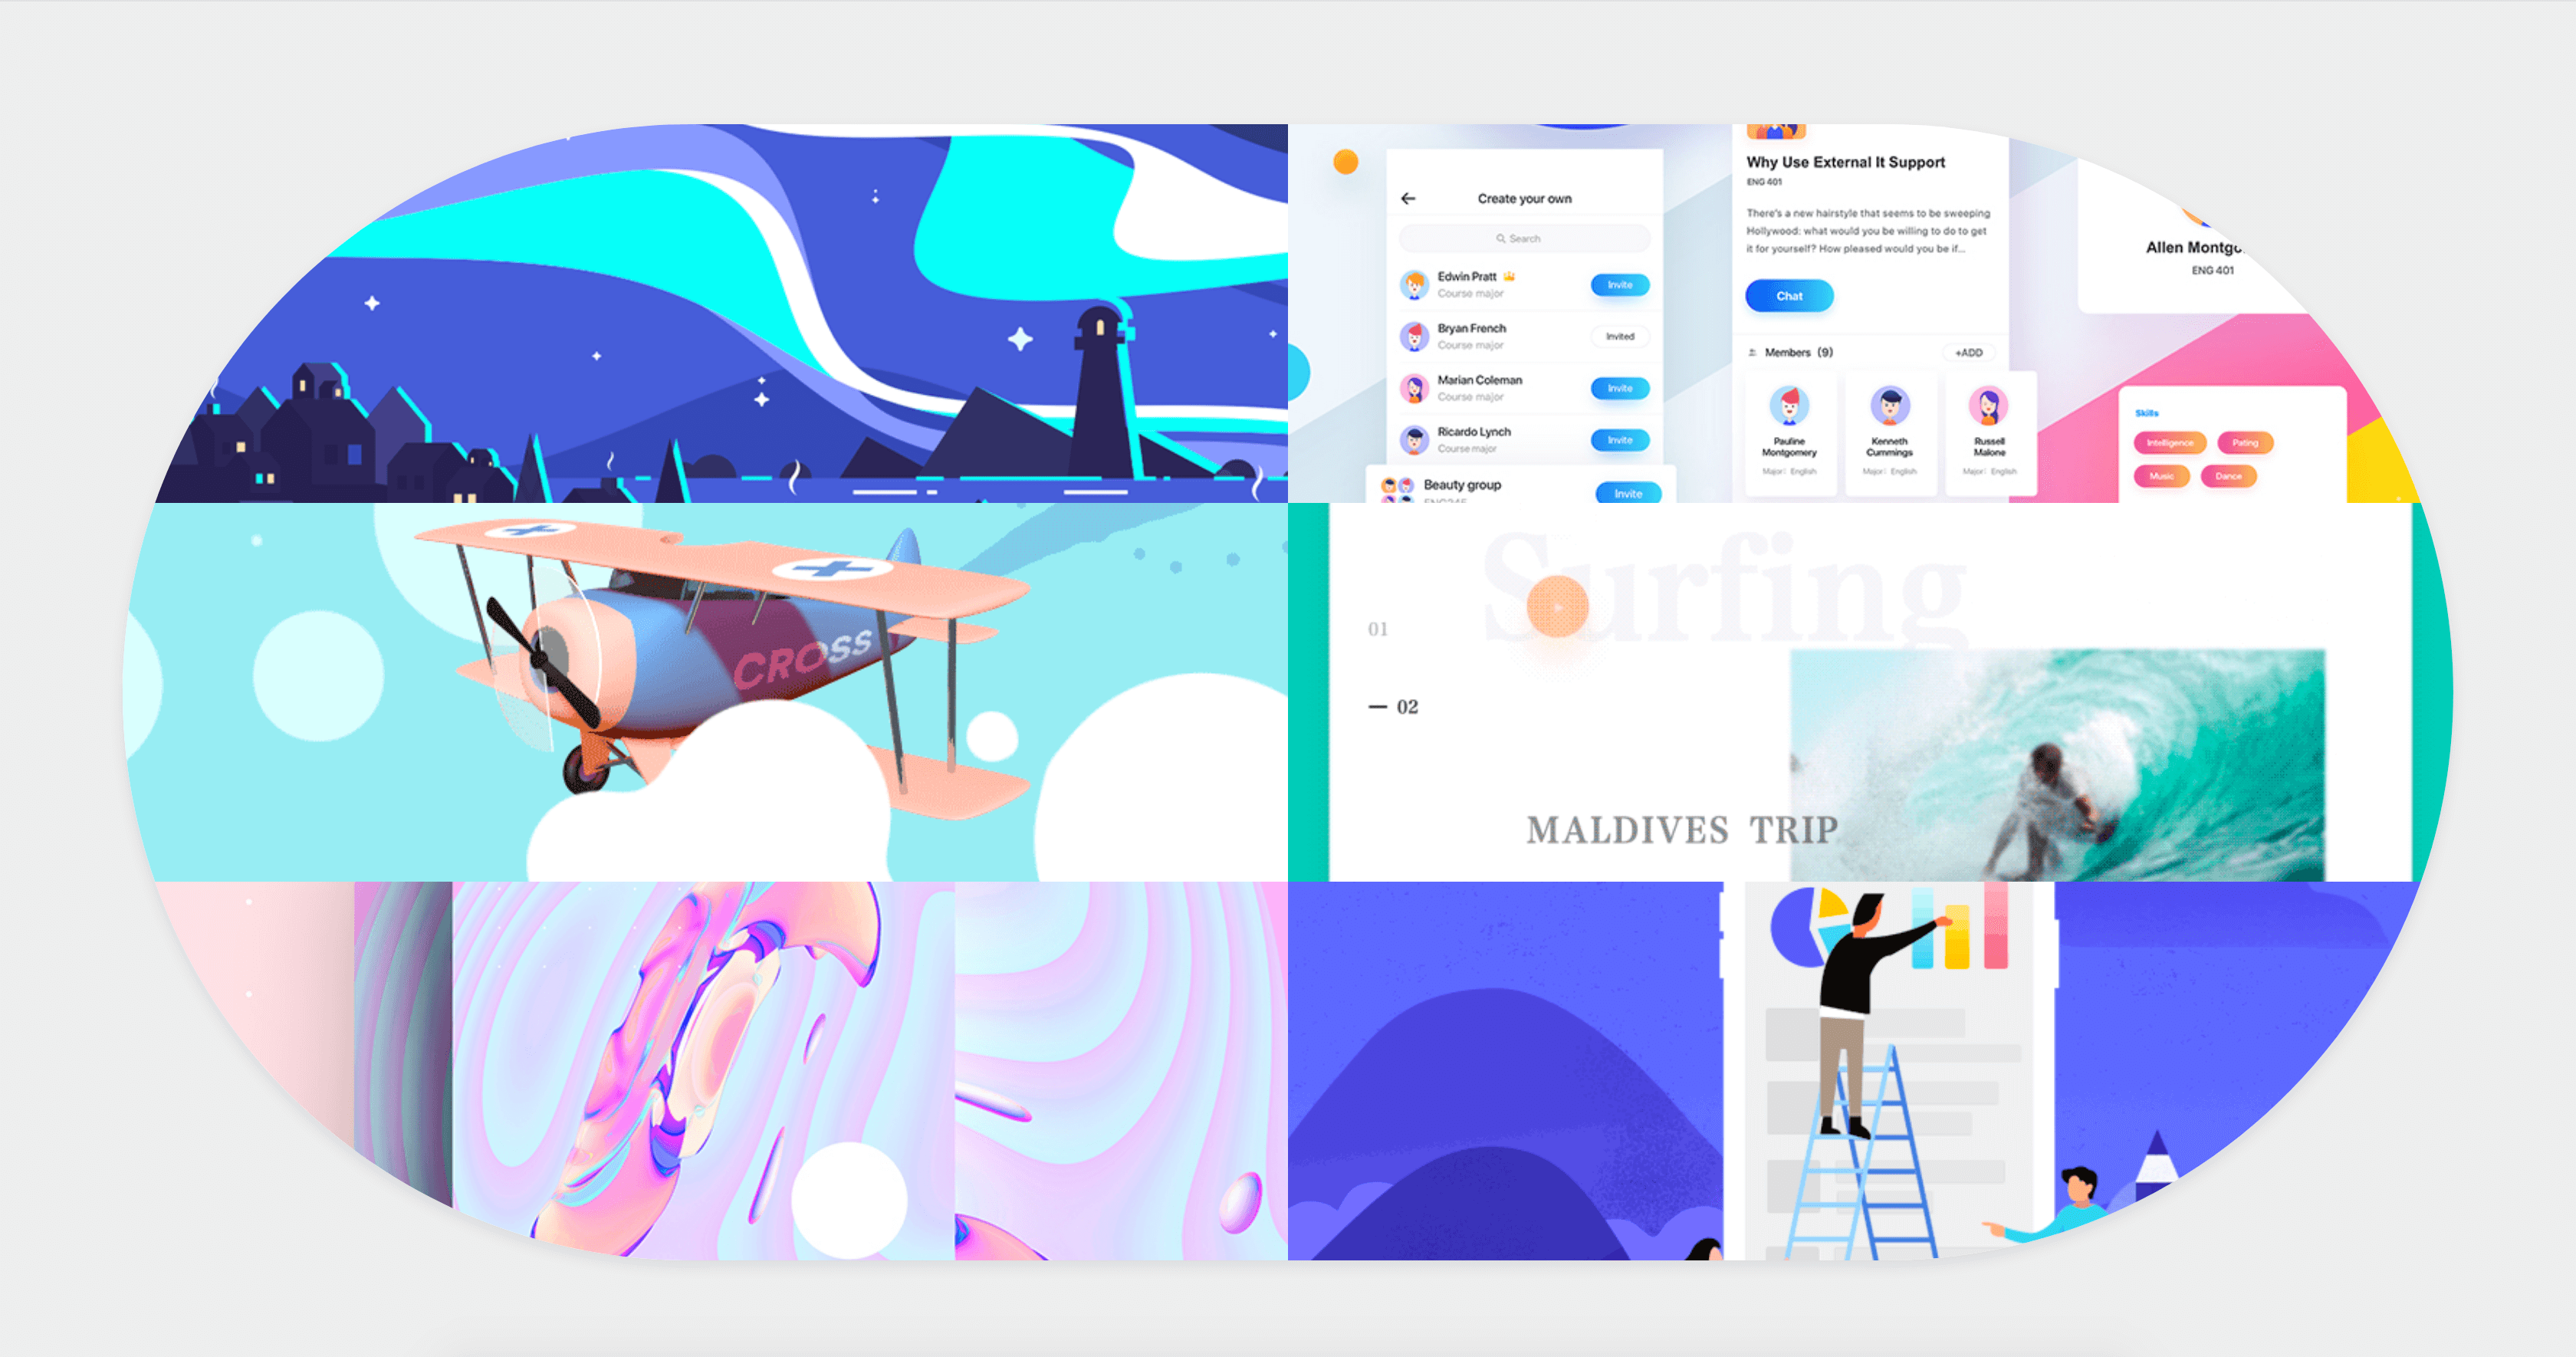 Create your own
Search
Edwin Pratt
Course major
Invite
Bryan French
Course major
Invited
Marian Coleman
Course major
Invite
Ricardo Lynch
Course major
Invite
Beauty group
Invite
Why Use External It Support
ENG 401
There's a new hairstyle that seems to be sweeping
Hollywood: what would you be willing to do to get
it for yourself? How pleased would you be if...
Chat
Members (9)
+ADD
Pauline
Montgomery
Major: English
Kenneth
Cummings
Major: English
Russell
Malone
Major: English
Allen
ENG 401
Skills
Intelligence
Pating
Music
Dance
CROSS
Surfing
01
02
MALDIVES TRIP